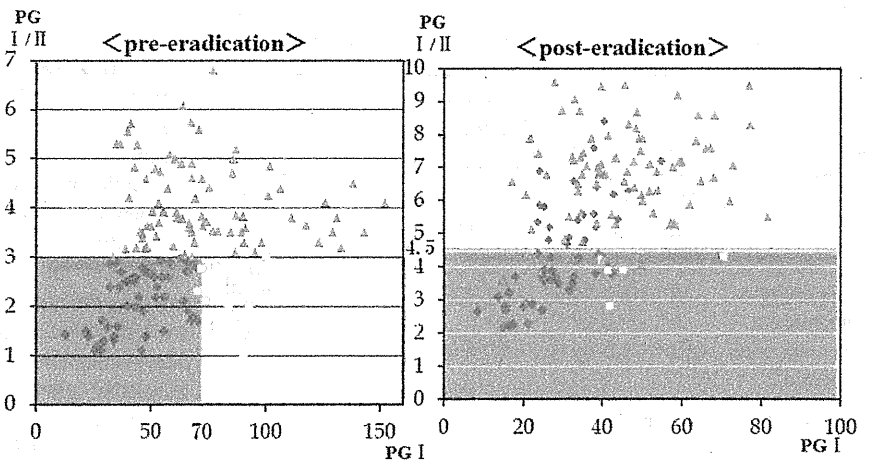 PG
I / II
＜pre-eradication＞
7
6
5
4
3
2
1
0
0 50 70 100 150
PG I
PG
I / II
＜post-eradication＞
10
9
8
7
6
5
4.5
4
3
2
1
0
0 20 40 60 80 100
PG I